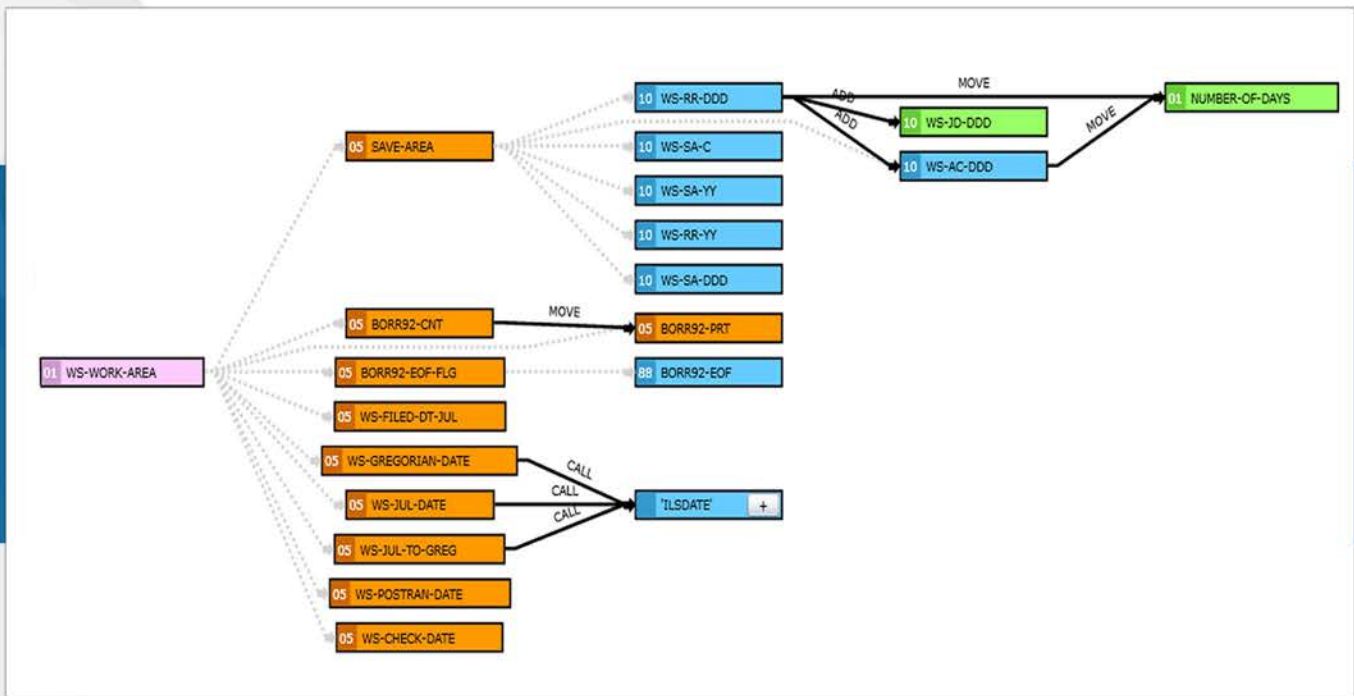 MOVE
10 WS-RR-DDD
01 NUMBER-OF-DAYS
ADD
10 WS-JD-DDD
ADD
MOVE
05 SAVE-AREA
10 WS-SA-C
10 WS-AC-DDD
10 WS-SA-YY
10 WS-RR-YY
10 WS-SA-DDD
MOVE
05 BORR92-CNT
05 BORR92-PRT
01 WS-WORK-AREA
05 BORR92-EOF-FLG
88 BORR92-EOF
05 WS-FILED-DT-JUL
05 WS-GREGORIAN-DATE
CALL
CALL
05 WS-JUL-DATE
'ILSDATE' +
CALL
05 WS-JUL-TO-GREG
05 WS-POSTRAN-DATE
05 WS-CHECK-DATE